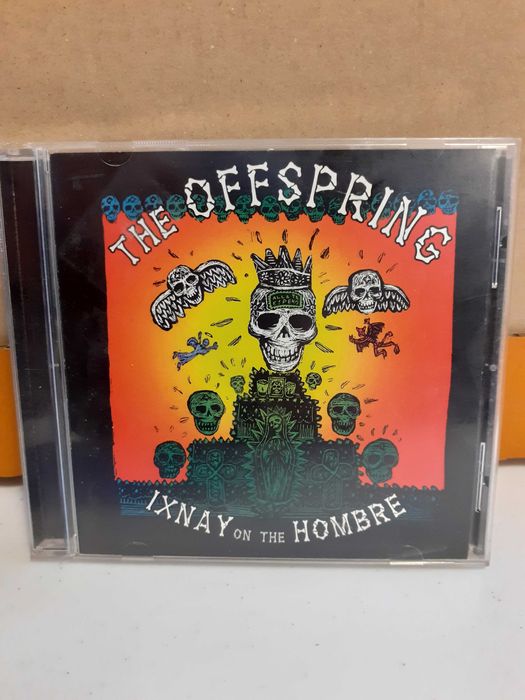 THE OFFSPRING
IXNAY ON THE HOMBRE